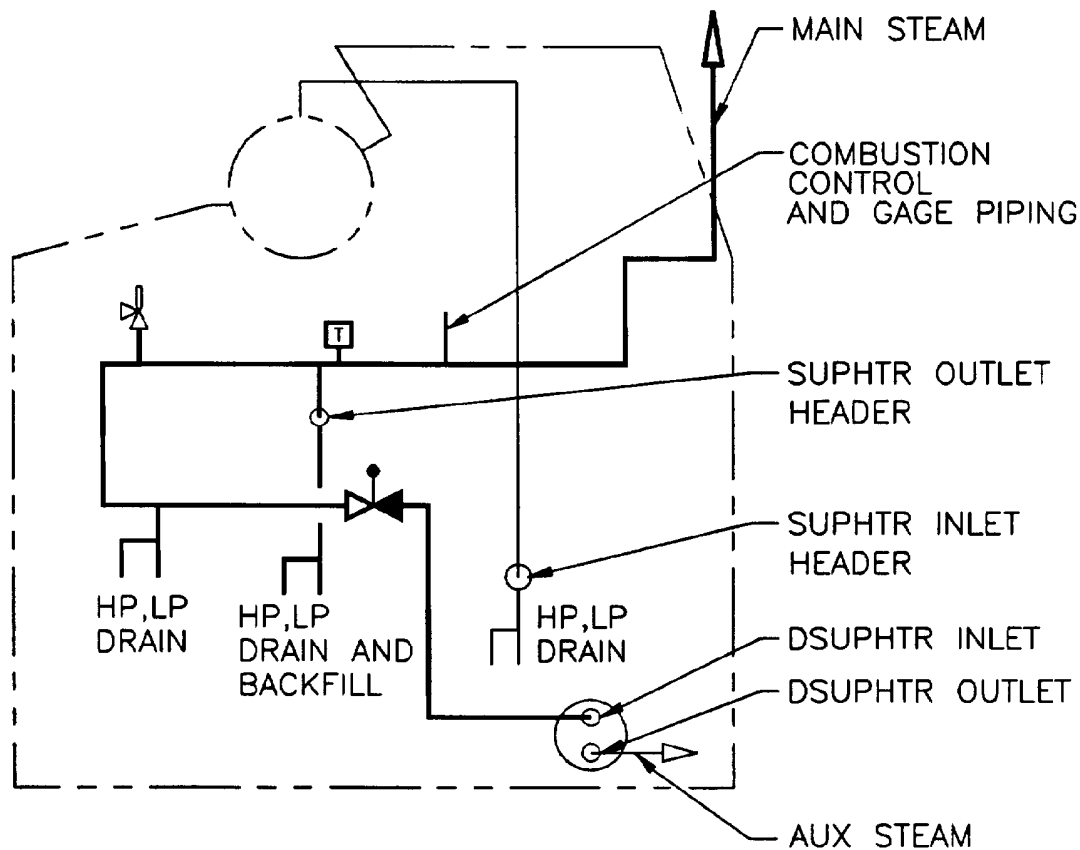 MAIN STEAM
COMBUSTION
CONTROL
AND GAGE PIPING
T
SUPHTR OUTLET
HEADER
SUPHTR INLET
HEADER
HP,LP
DRAIN
HP,LP
DRAIN AND
BACKFILL
HP,LP
DRAIN
DSUPHTR INLET
DSUPHTR OUTLET
AUX STEAM